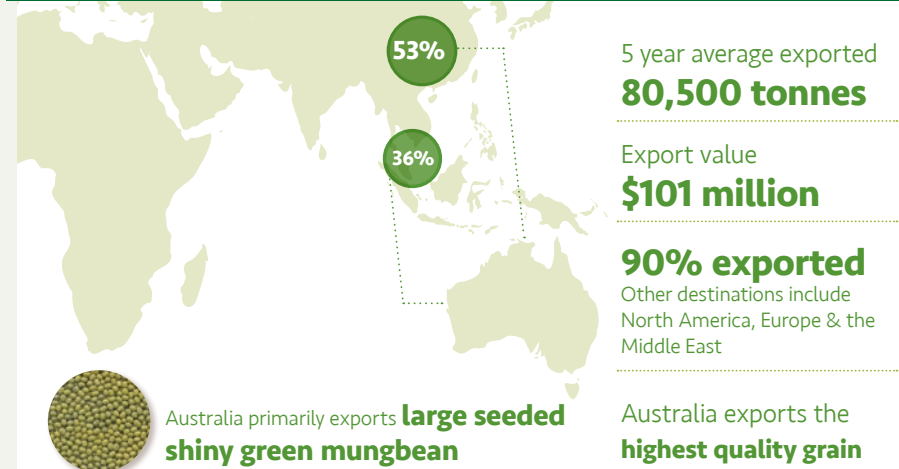 53%
36%
5 year average exported
80,500 tonnes
Export value
$101 million
90% exported
Other destinations include
North America, Europe & the
Middle East
Australia primarily exports large seeded
shiny green mungbean
Australia exports the
highest quality grain